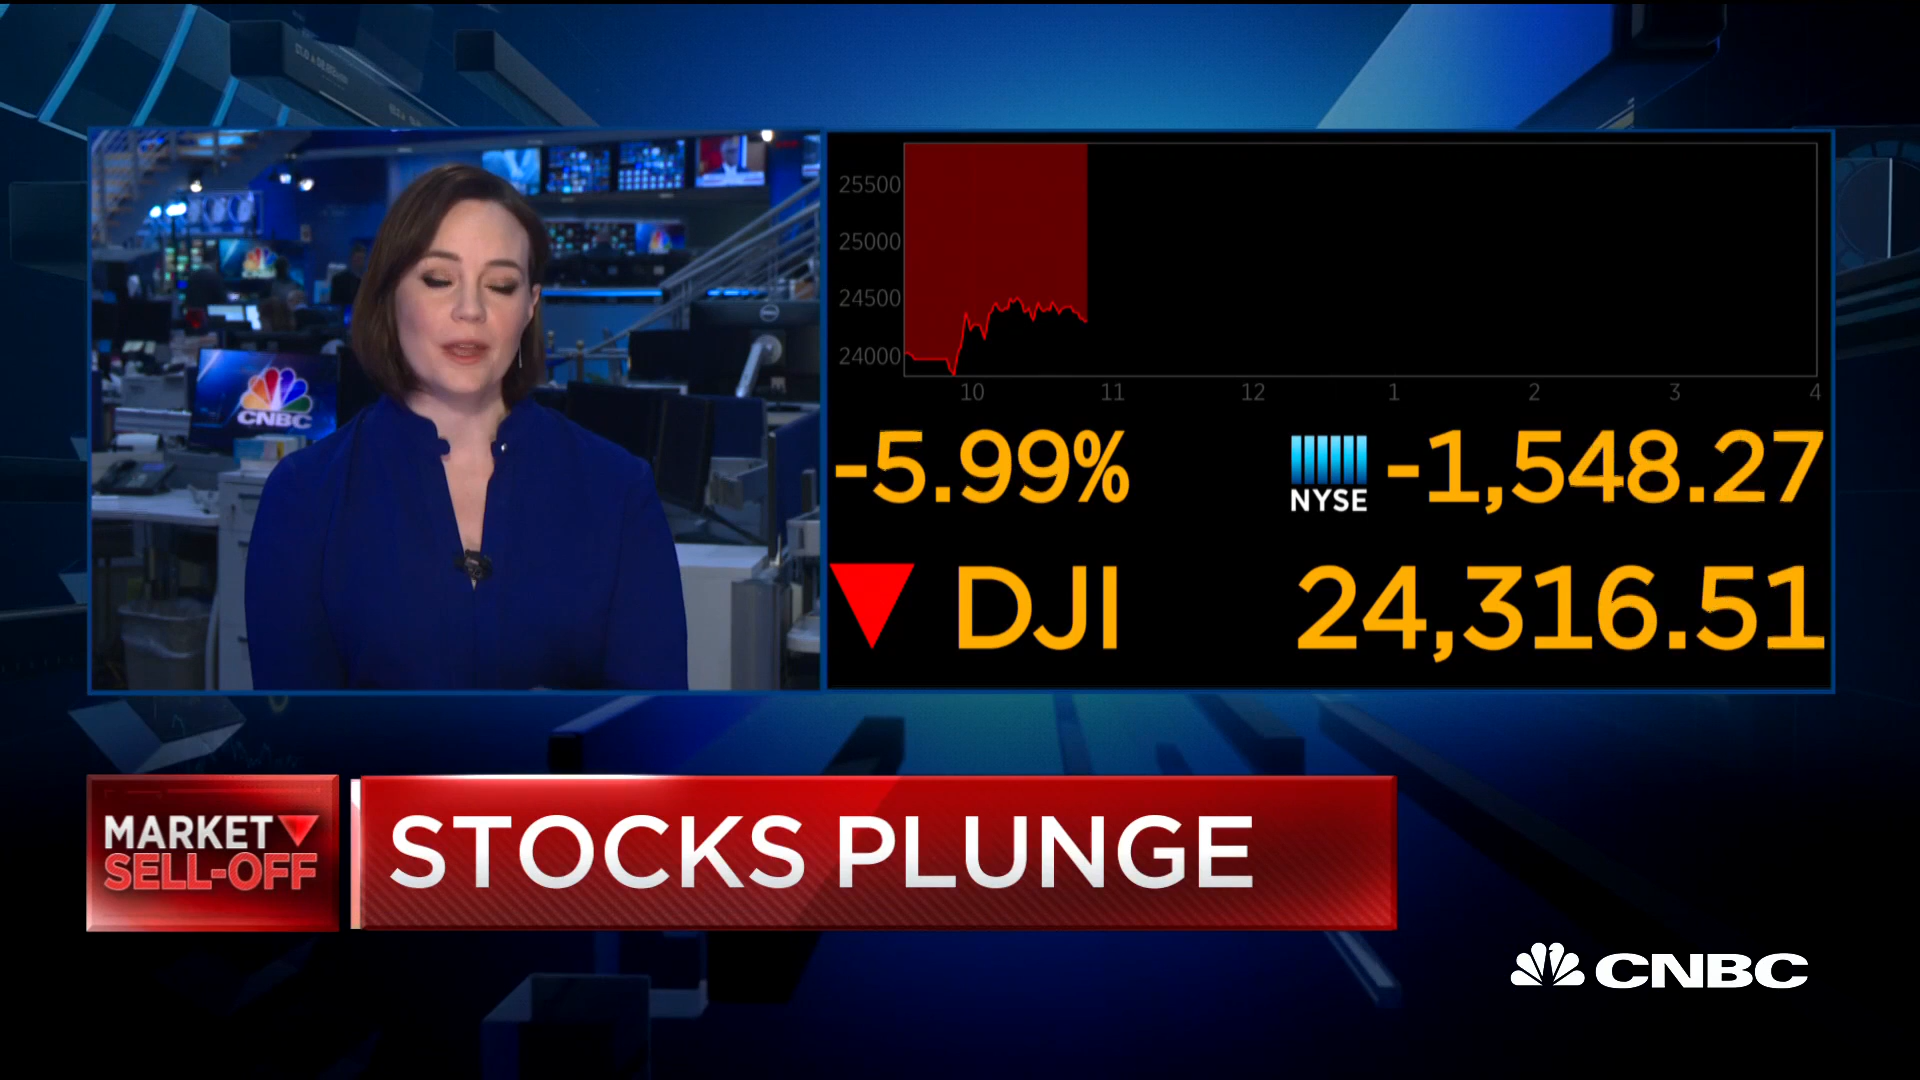 25500
25000
24500
24000
10 11 12 1 2 3 4
-5.99% NYSE -1,548.27
DJI 24,316.51
CNBC
MARKET
SELL-OFF
STOCKS PLUNGE
CNBC